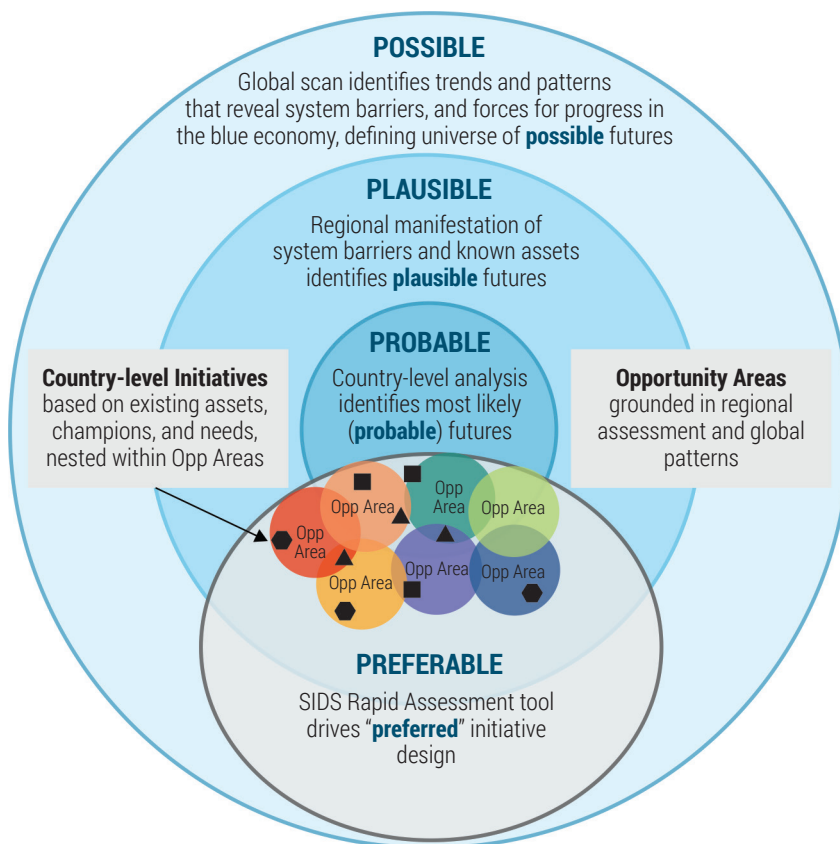 POSSIBLE
Global scan identifies trends and patterns
that reveal system barriers, and forces for progress in
the blue economy, defining universe of possible futures
PLAUSIBLE
Regional manifestation of
system barriers and known assets
identifies plausible futures
PROBABLE
Country-level analysis
identifies most likely
(probable) futures
Country-level Initiatives
based on existing assets,
champions, and needs,
nested within Opp Areas
Opportunity Areas
grounded in regional
assessment and global
patterns
Opp Area
Opp
Area
Opp Area
Opp
Area
Opp Area
Opp Area
Opp Area
PREFERABLE
SIDS Rapid Assessment tool
drives “preferred” initiative
design